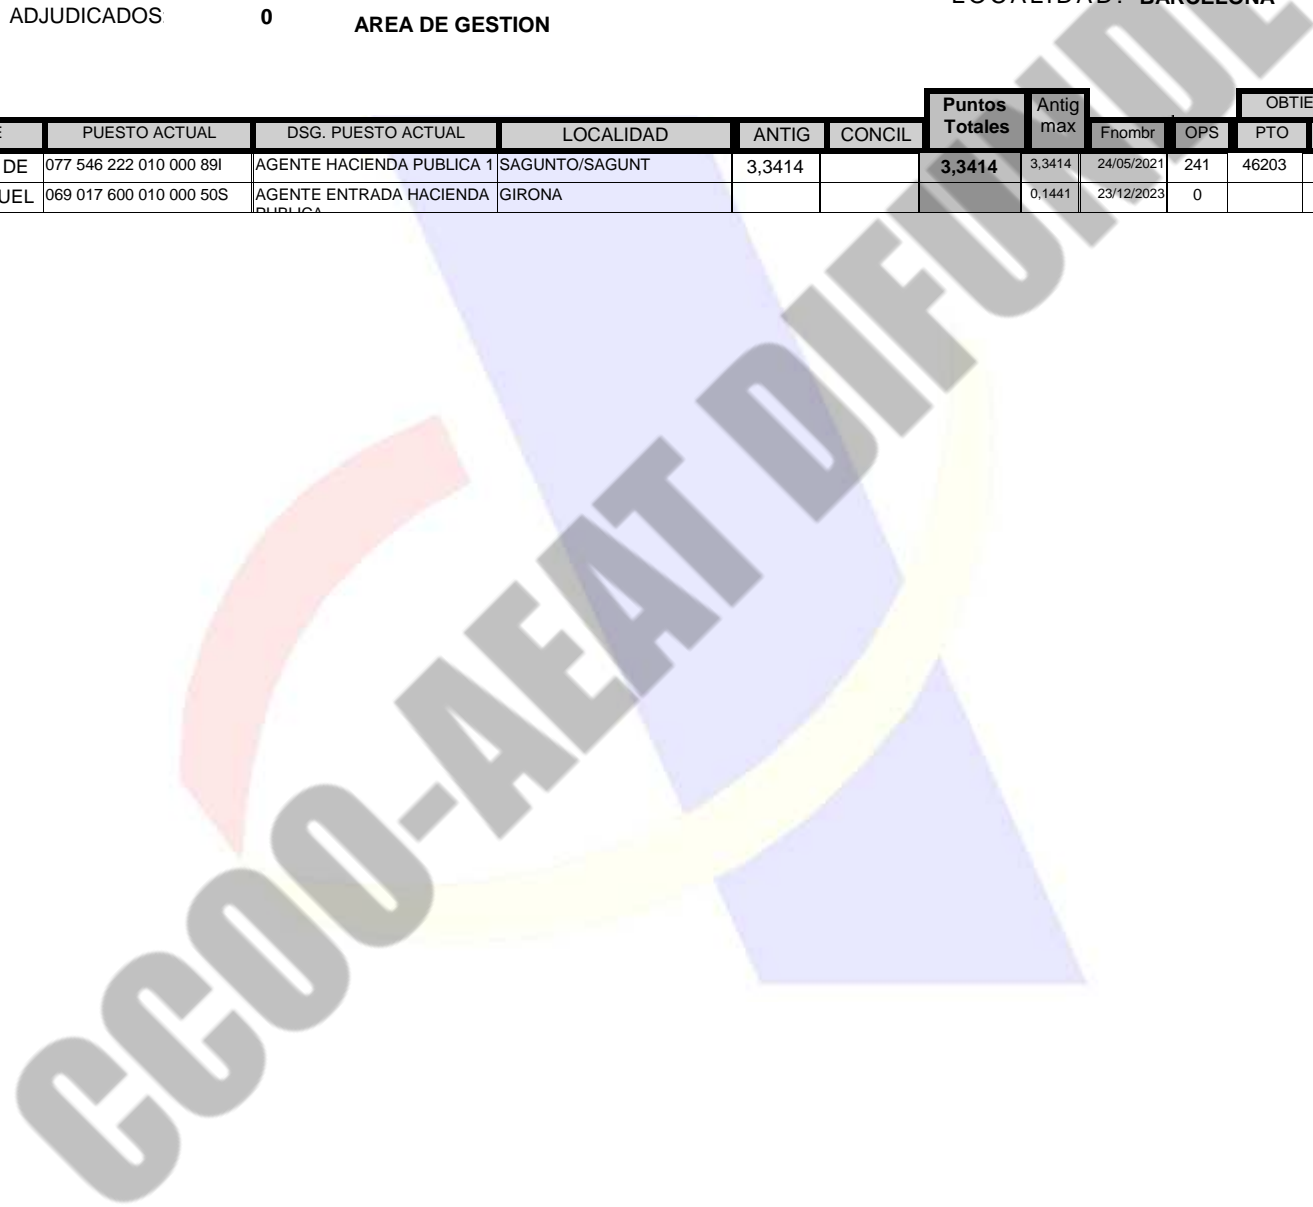 LOCALIDAD: BARCELONA
ADJUDICADOS: 0 AREA DE GESTION
Puntos Totales Antig max OBTIE
PUESTO ACTUAL DSG. PUESTO ACTUAL LOCALIDAD ANTIG CONCIL Fnombr OPS PTO
DE 077 546 222 010 000 89I AGENTE HACIENDA PUBLICA 1 SAGUNTO/SAGUNT 3,3414 3,3414 3,3414 24/05/2021 241 46203
UEL 069 017 600 010 000 50S AGENTE ENTRADA HACIENDA GIRONA 0,1441 23/12/2023 0
PUBLICA
CCOO-AEAT DIFUNDE